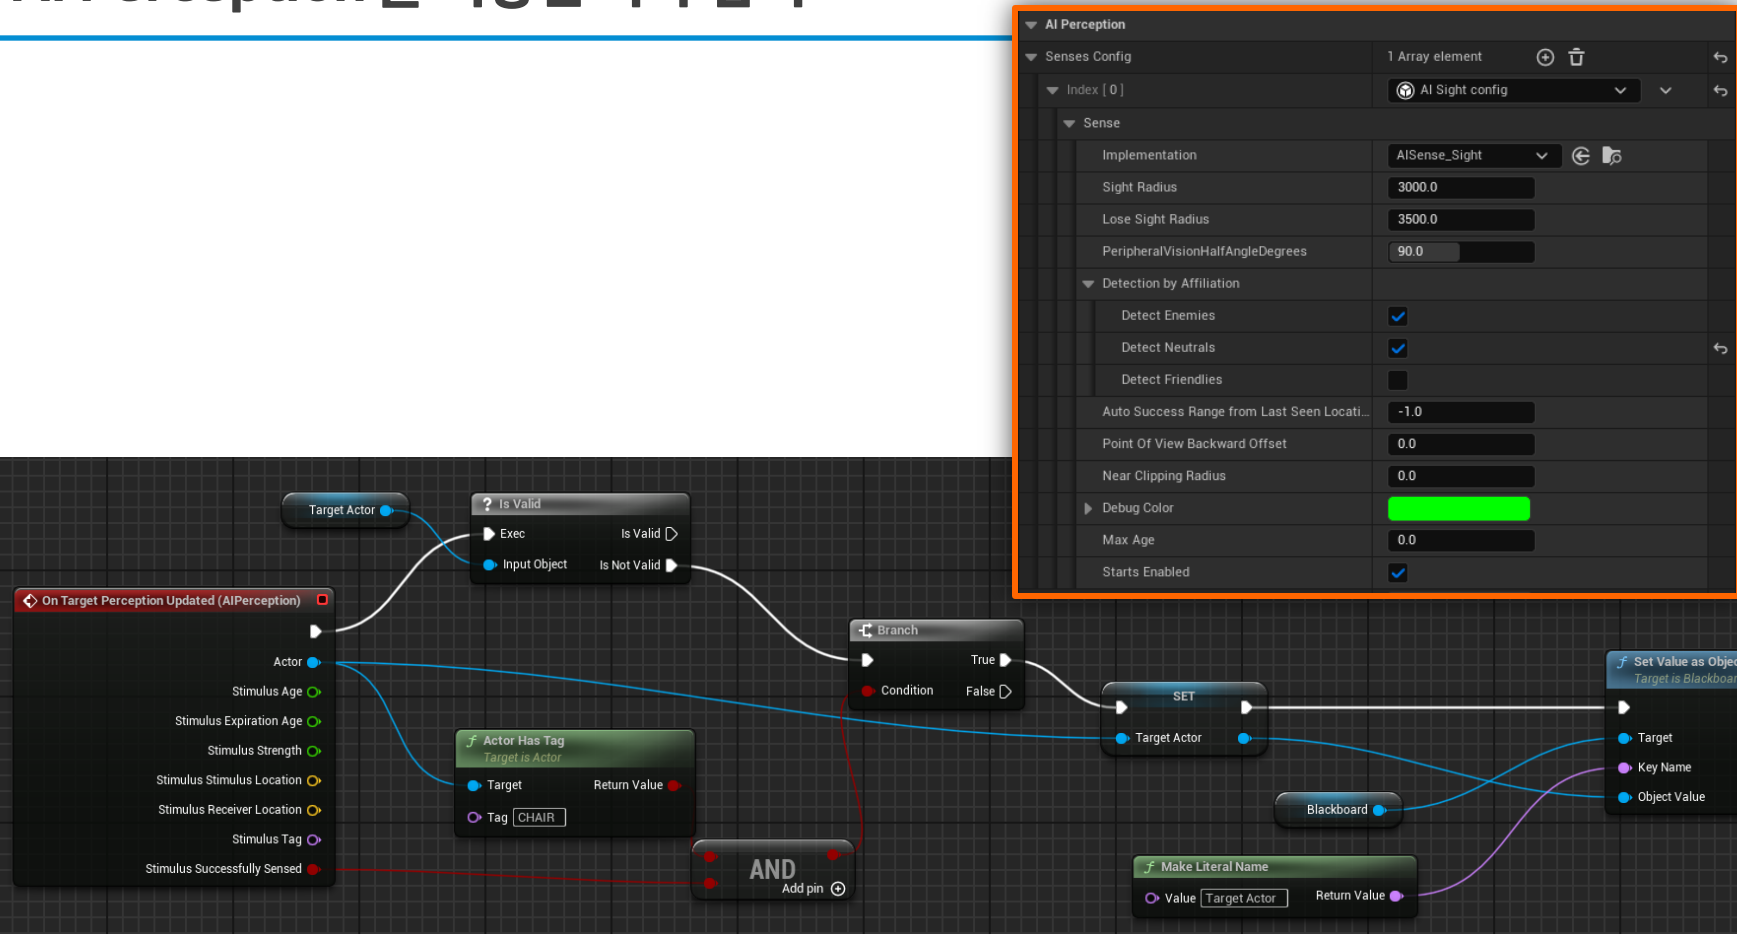 AI Perception
Senses Config
1 Array element
Index [ 0 ]
AI Sight config
Sense
Implementation
AISense_Sight
Sight Radius
3000.0
Lose Sight Radius
3500.0
PeripheralVisionHalfAngleDegrees
90.0
Detection by Affiliation
Detect Enemies
Detect Neutrals
Detect Friendlies
Auto Success Range from Last Seen Locati...
-1.0
Point Of View Backward Offset
0.0
Near Clipping Radius
0.0
Debug Color
Max Age
0.0
Starts Enabled
Target Actor
? Is Valid
Exec
Is Valid
Input Object
Is Not Valid
On Target Perception Updated (AIPerception)
Actor
Stimulus Age
Stimulus Expiration Age
Stimulus Strength
Stimulus Stimulus Location
Stimulus Receiver Location
Stimulus Tag
Stimulus Successfully Sensed
f Actor Has Tag
Target is Actor
Target
Return Value
Tag CHAIR
AND
Add pin
Branch
True
Condition
False
SET
Target Actor
Blackboard
f Make Literal Name
Value Target Actor
Return Value
f Set Value as Objec
Target is Blackboar
Target
Key Name
Object Value